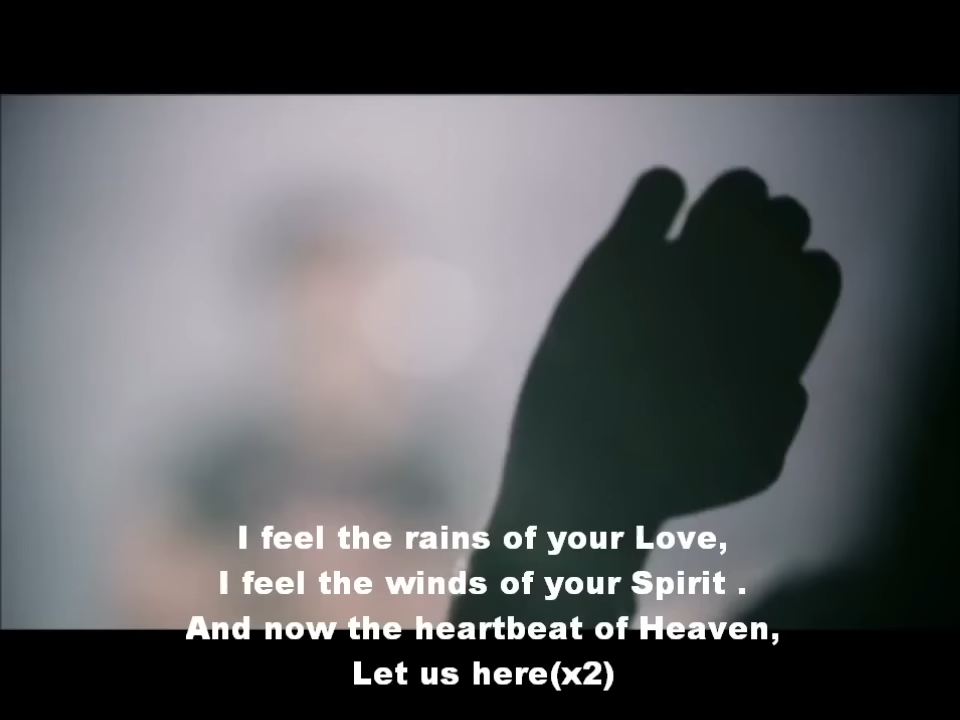 I feel the rains of your Love,
I feel the winds of your Spirit .
And now the heartbeat of Heaven,
Let us here(x2)